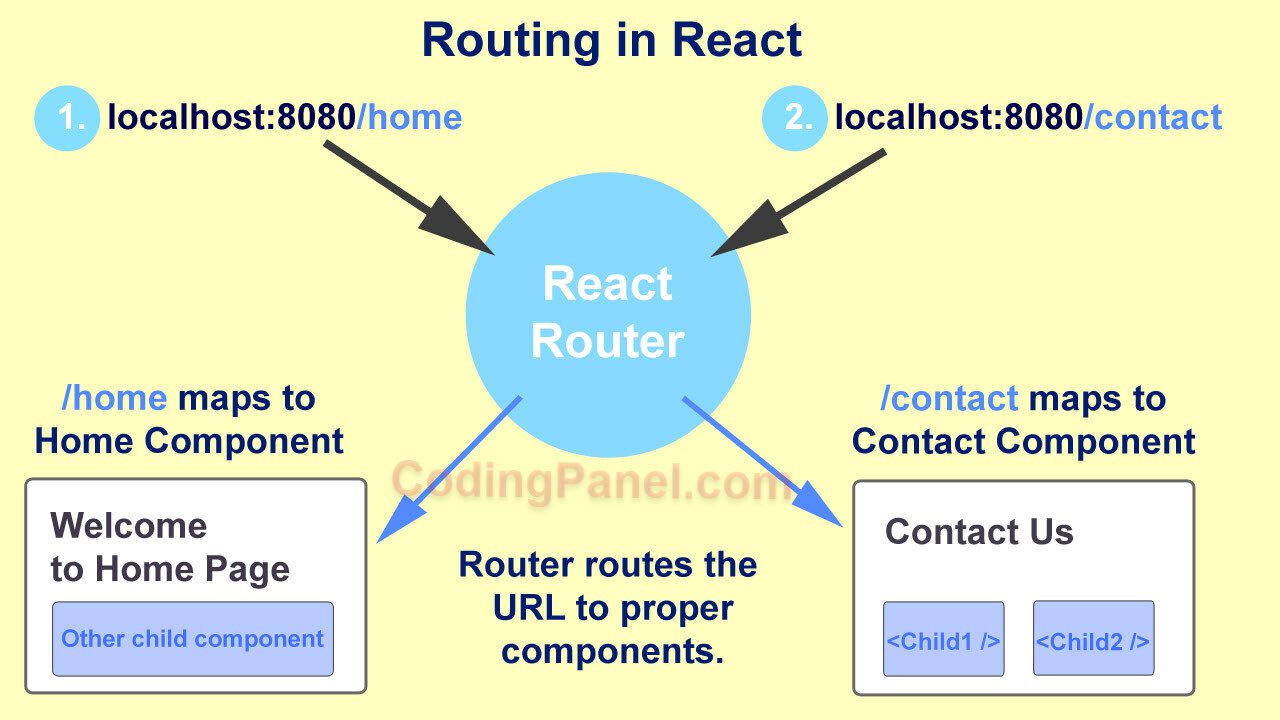 Routing in React
1. localhost:8080/home
2. localhost:8080/contact
React
Router
/home maps to
Home Component
/contact maps to
Contact Component
CodingPanel.com
Welcome
to Home Page
Other child component
Router routes the
URL to proper
components.
Contact Us
<Child1 />
<Child2 />